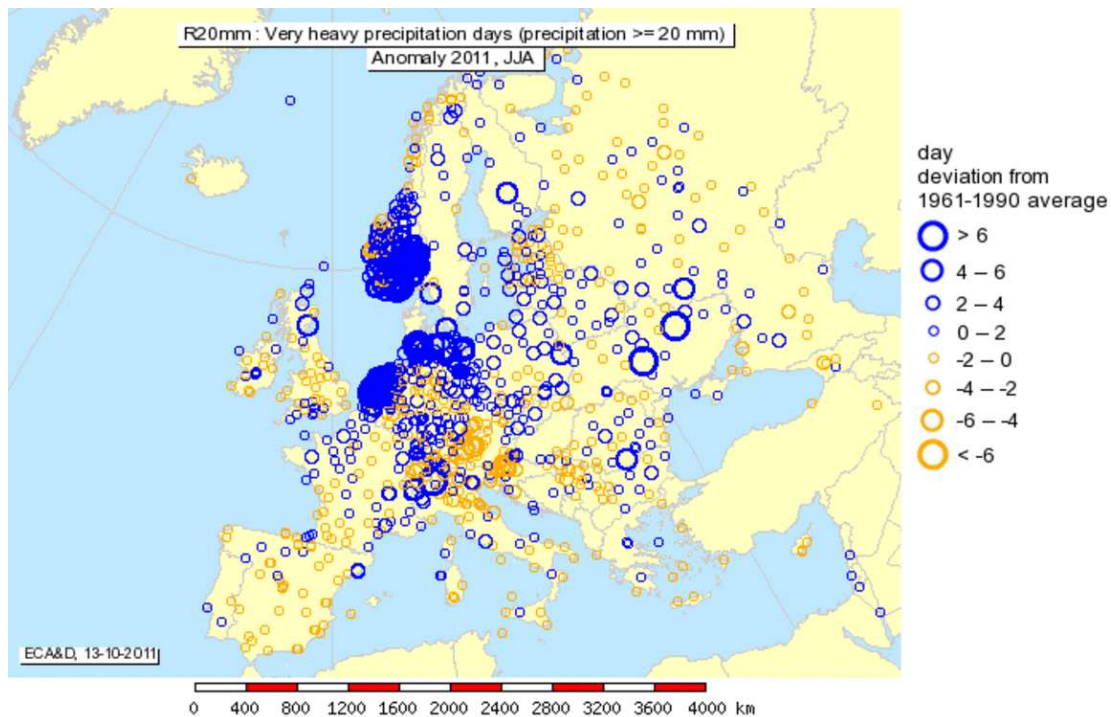 R20mm : Very heavy precipitation days (precipitation >= 20 mm)
Anomaly 2011 , JJA
day
deviation from
1961-1990 average
> 6
4 – 6
2 – 4
0 – 2
-2 – 0
-4 – -2
-6 – -4
< -6
ECA&D, 13-10-2011
0 400 800 1200 1600 2000 2400 2800 3200 3600 4000 km